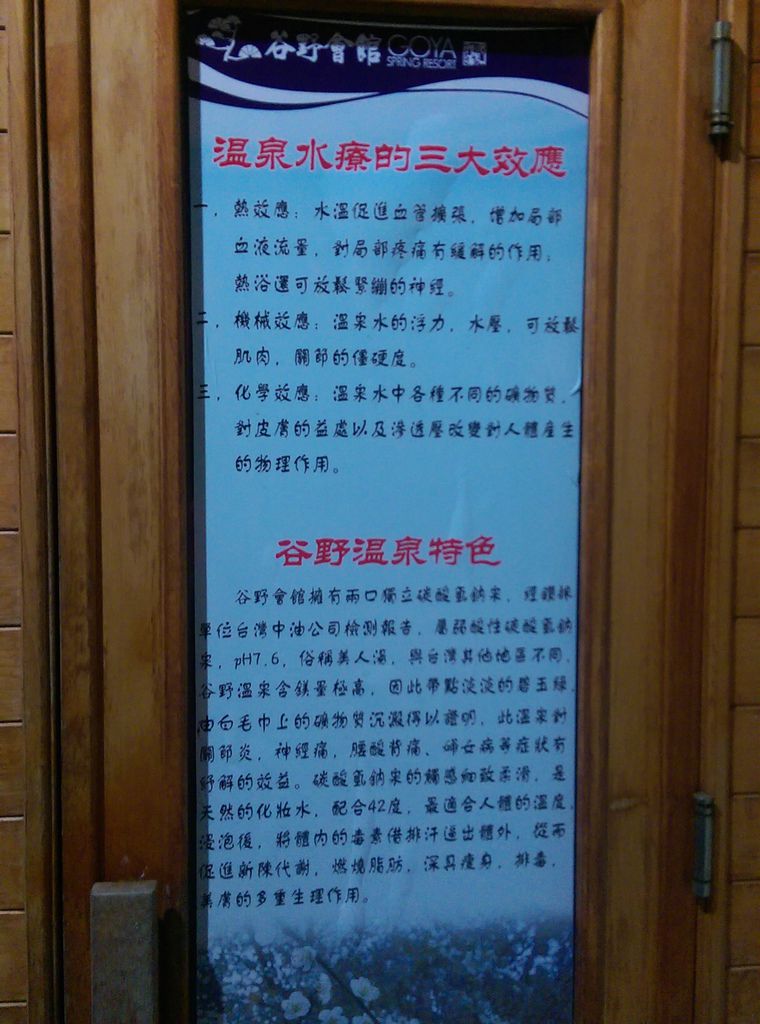 谷野會館 GOYA
SPRING RESORT
溫泉水療的三大效應
一, 熱效應: 水溫促進血管擴張, 增加局部
血液流量, 對局部疼痛有緩解的作用;
熱浴還可放鬆緊繃的神經。
二, 機械效應: 溫泉水的浮力, 水壓, 可放鬆
肌肉, 關節的僵硬度。
三, 化學效應: 溫泉水中各種不同的礦物質,
對皮膚的益處以及滲透壓改變對人體產生
的物理作用。
谷野溫泉特色
谷野會館擁有兩口獨立碳酸氫鈉泉, 經鑽探
單位台灣中油公司檢測報告, 屬弱酸性碳酸氫鈉
泉, pH7.6, 俗稱美人湯, 與台灣其他地區不同,
谷野溫泉含鎂量極高, 因此帶點淡淡的碧玉綠,
由白毛巾上的礦物質沉澱得以證明, 此溫泉對
關節炎, 神經痛, 腰酸背痛、婦女病等症狀有
紓解的效益。碳酸氫鈉泉的觸感細致柔滑, 是
天然的化妝水, 配合42度, 最適合人體的溫度,
浸泡後, 將體內的毒素借排汗逼出體外, 從而
促進新陳代謝, 燃燒脂肪, 深具瘦身, 排毒,
美膚的多重生理作用。